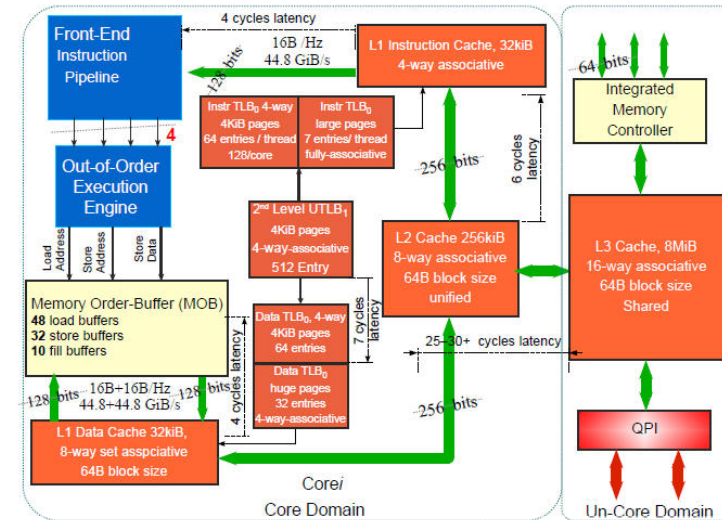 Front-End
Instruction
Pipeline
4 cycles latency
16B /Hz
44.8 GiB/s
128 bits
L1 Instruction Cache, 32kiB
4-way associative
4
Instr TLB0 4-way
4KiB pages
64 entries / thread
128/core
Instr TLB0
large pages
7 entries/ thread
fully-associative
Out-of-Order
Execution
Engine
Load
Address
Store
Address
Store
Data
2nd Level UTLB1
4KiB pages
4-way-associative
512 Entry
256 bits
6 cycles
latency
L2 Cache 256kiB
8-way associative
64B block size
unified
Memory Order-Buffer (MOB)
48 load buffers
32 store buffers
10 fill buffers
Data TLB0, 4-way
4KiB pages
64 entries
7 cycles
latency
Data TLB0
huge pages
32 entries
4-way-associative
4 cycles latency
25-30+ cycles latency
128 bits
16B+16B/Hz
44.8+44.8 GiB/s
128 bits
256 bits
L1 Data Cache 32kiB,
8-way set asspciative
64B block size
Corei
Core Domain
64 bits
Integrated
Memory
Controller
L3 Cache, 8MiB
16-way associative
64B block size
Shared
QPI
Un-Core Domain